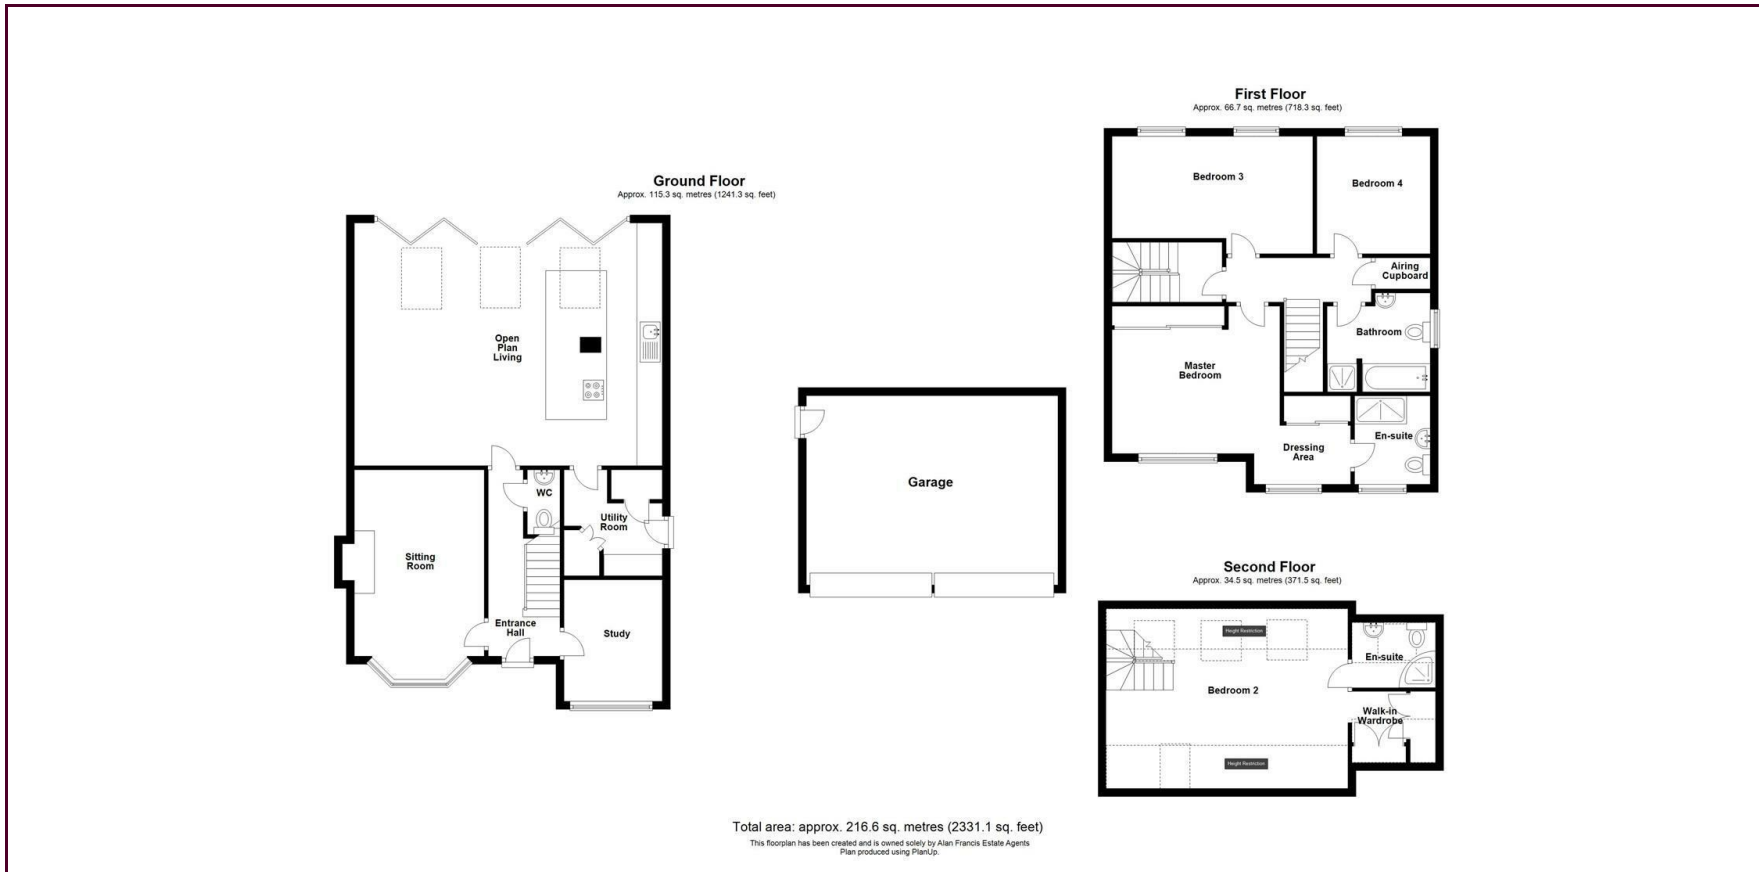 Ground Floor
Approx. 115.3 sq. metres (1241.3 sq. feet)
Open
Plan
Living
WC
Utility
Room
Sitting
Room
Entrance
Hall
Study
Garage
First Floor
Approx. 66.7 sq. metres (718.3 sq. feet)
Bedroom 3
Bedroom 4
Airing
Cupboard
Bathroom
Master
Bedroom
En-suite
Dressing
Area
Second Floor
Approx. 34.5 sq. metres (371.5 sq. feet)
Height Restriction
En-suite
Bedroom 2
Walk-in
Wardrobe
Height Restriction
Total area: approx. 216.6 sq. metres (2331.1 sq. feet)
This floorplan has been created and is owned solely by Alan Francis Estate Agents
Plan produced using PlanUp.